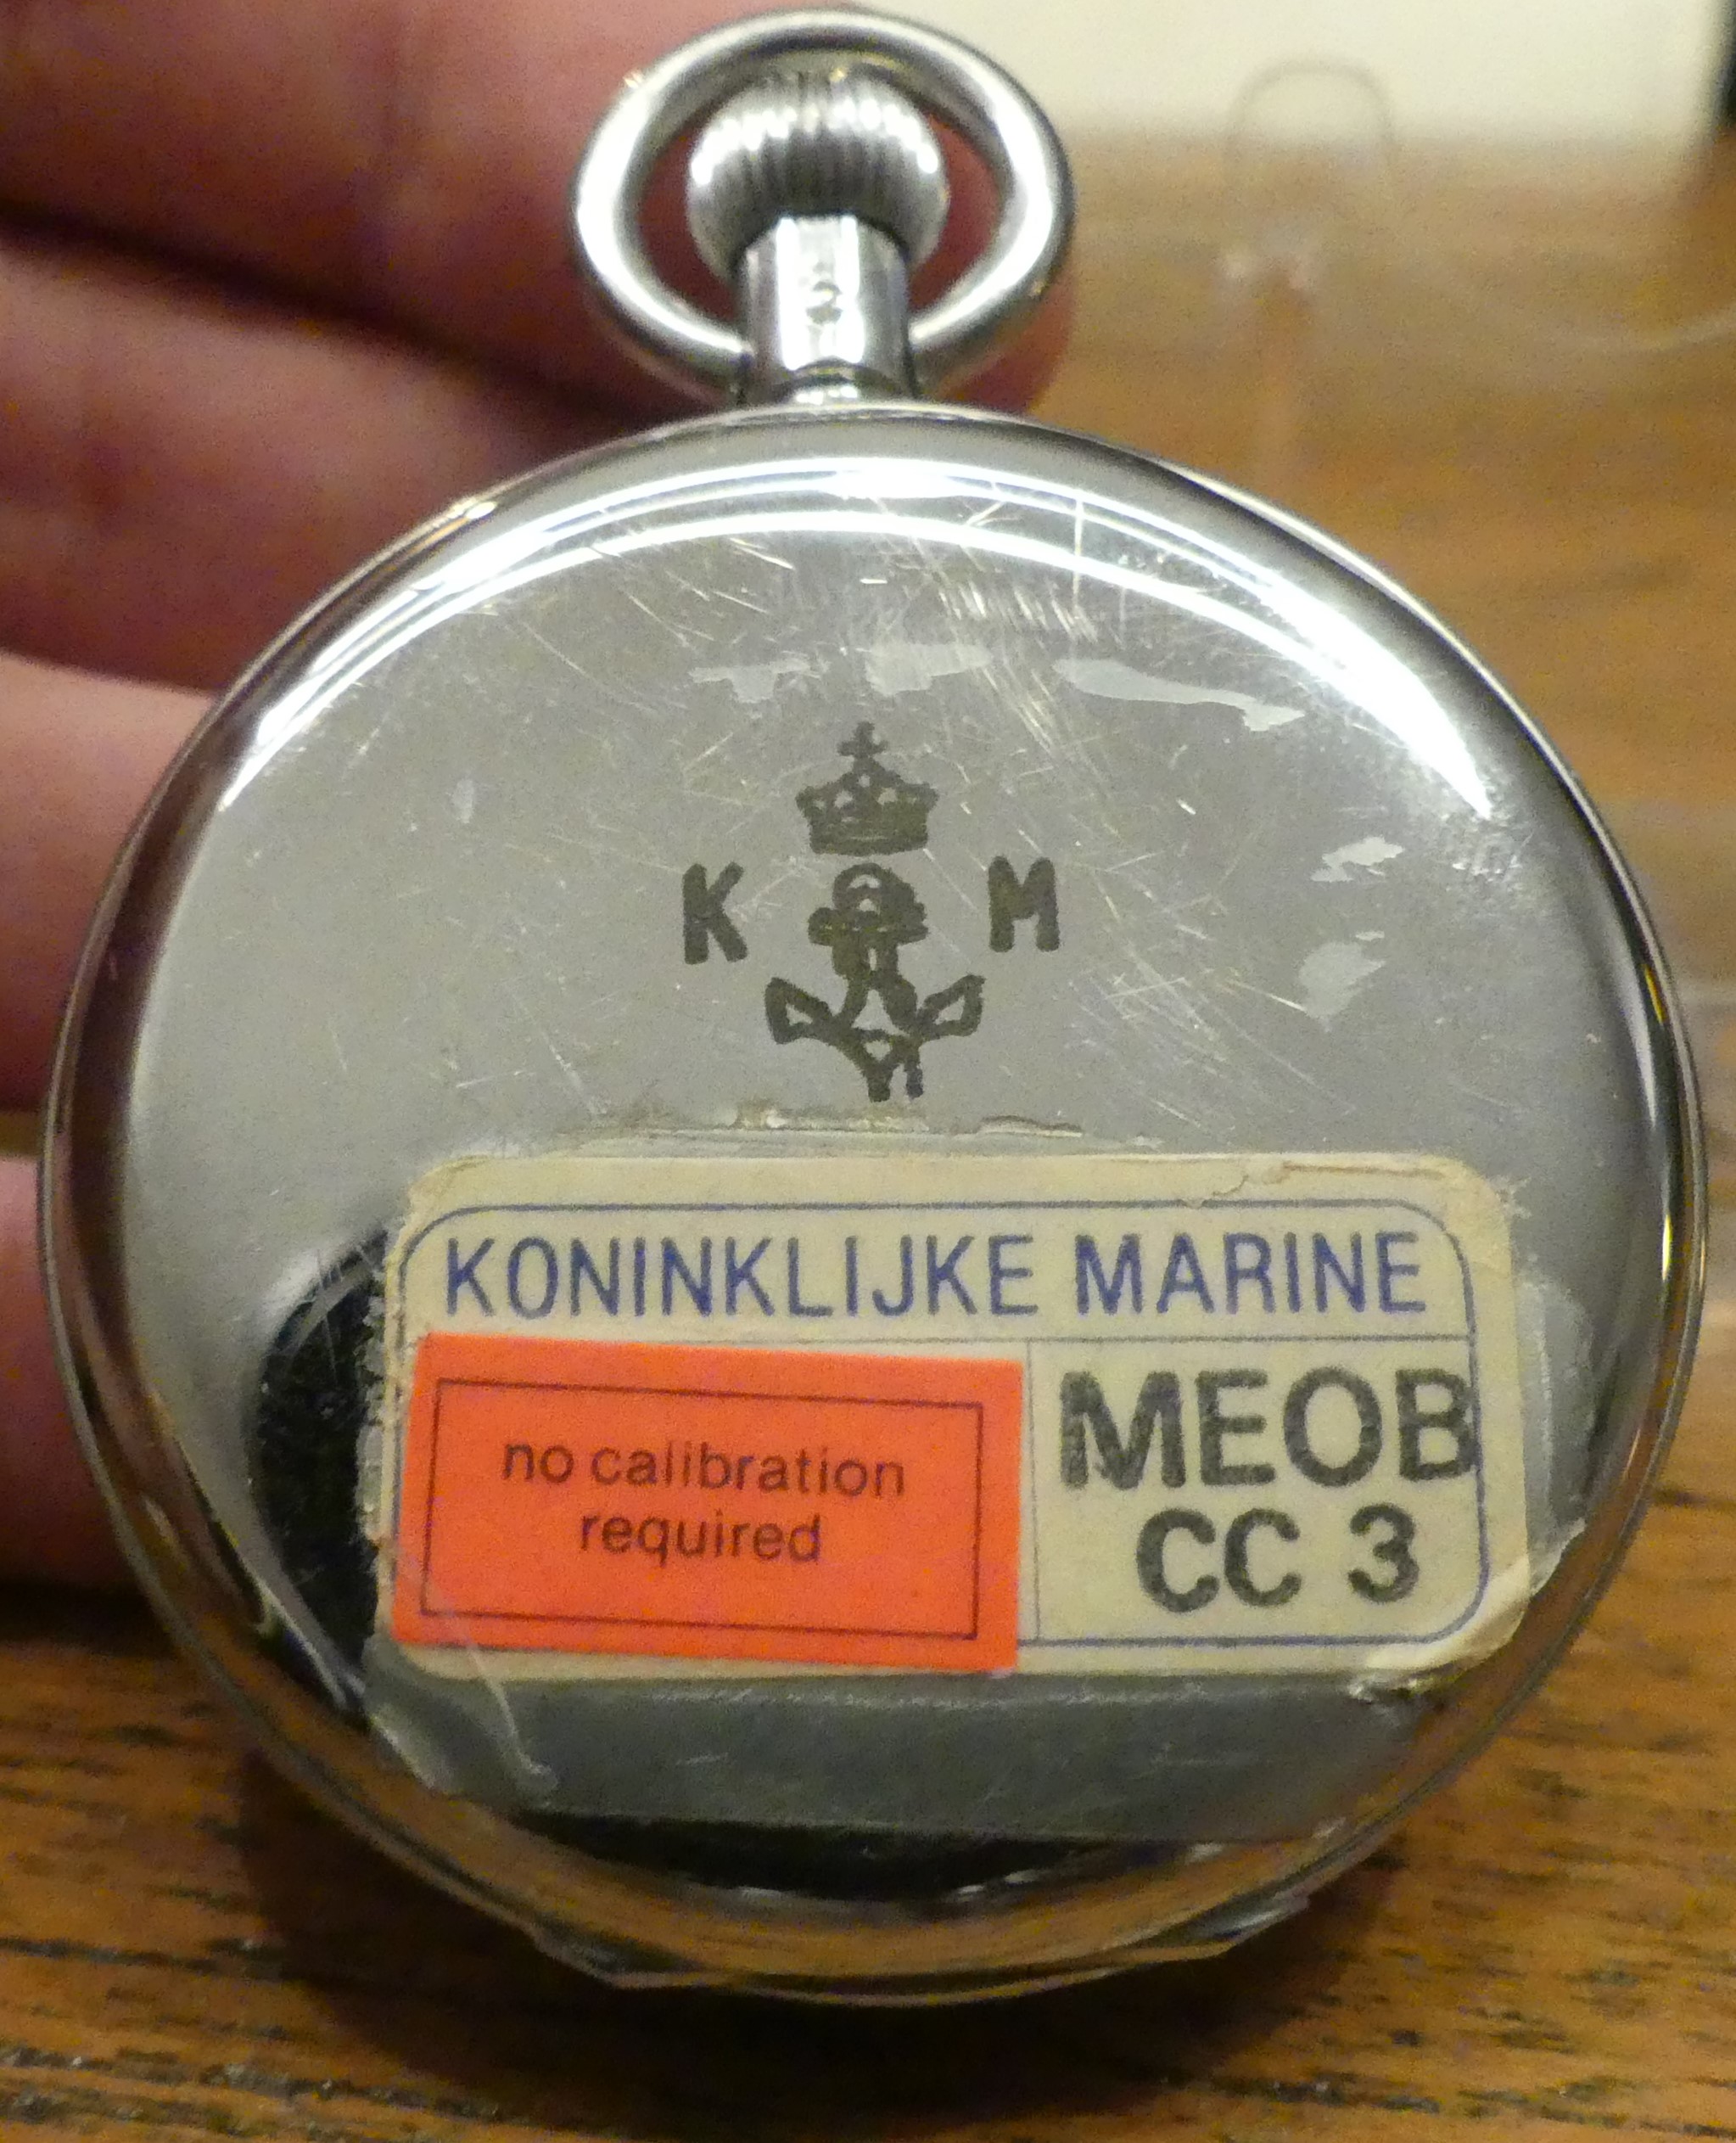 K M
KONINKLIJKE MARINE
no calibration
required
MEOB
CC 3